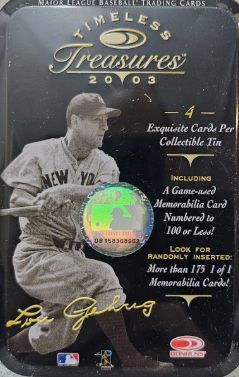 MAJOR LEAGUE BASEBALL® TRADING CARDS
TIMELESS
Treasures™
2003
4
Exquisite Cards Per
Collectible Tin
INCLUDING
A Game-used
Memorabilia Card
Numbered to
100 or Less!
LOOK FOR
RANDOMLY INSERTED:
More than 175 1 of 1
Memorabilia Cards!
NEW YORK
Lou Gehrig
DONRUSS